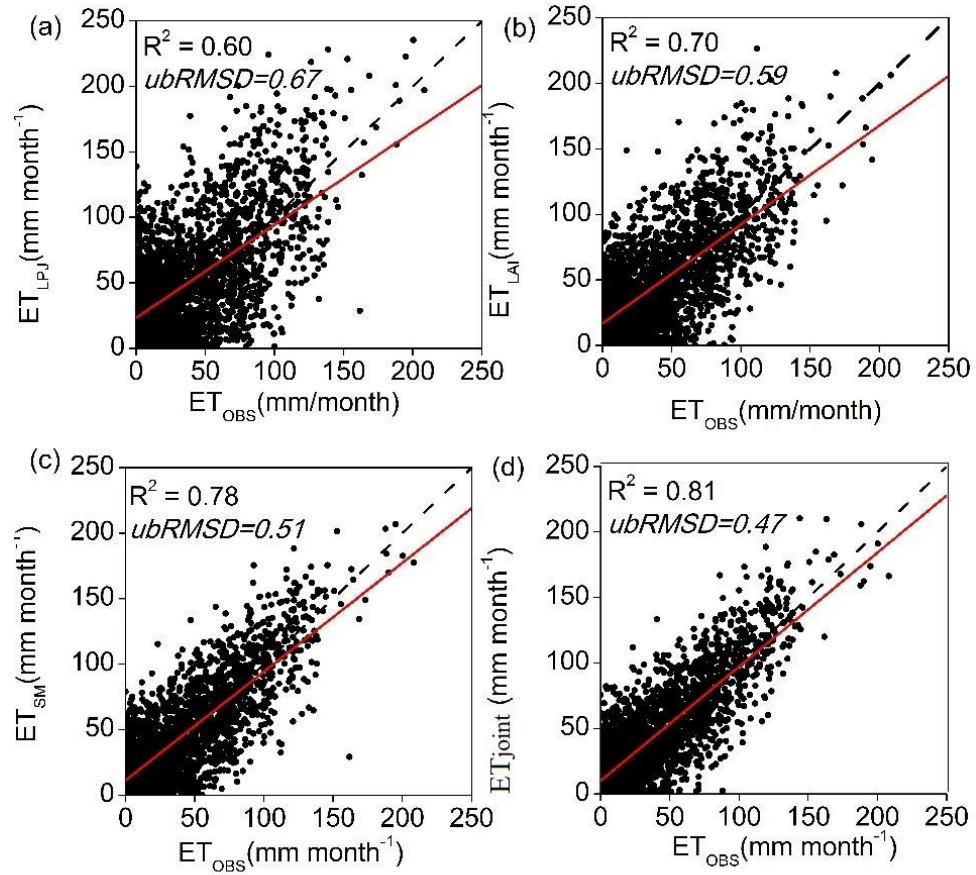 (a)
250
200
150
100
50
0
R² = 0.60
ubRMSD=0.67
ET_LPJ(mm month⁻¹)
0 50 100 150 200 250
ET_OBS(mm/month)
(b)
250
200
150
100
50
0
R² = 0.70
ubRMSD=0.59
ET_LAI(mm month⁻¹)
0 50 100 150 200 250
ET_OBS(mm/month)
(c)
250
200
150
100
50
0
R² = 0.78
ubRMSD=0.51
ET_SM(mm month⁻¹)
0 50 100 150 200 250
ET_OBS(mm month⁻¹)
(d)
250
200
150
100
50
0
R² = 0.81
ubRMSD=0.47
ETjoint (mm month⁻¹)
0 50 100 150 200 250
ET_OBS(mm month⁻¹)